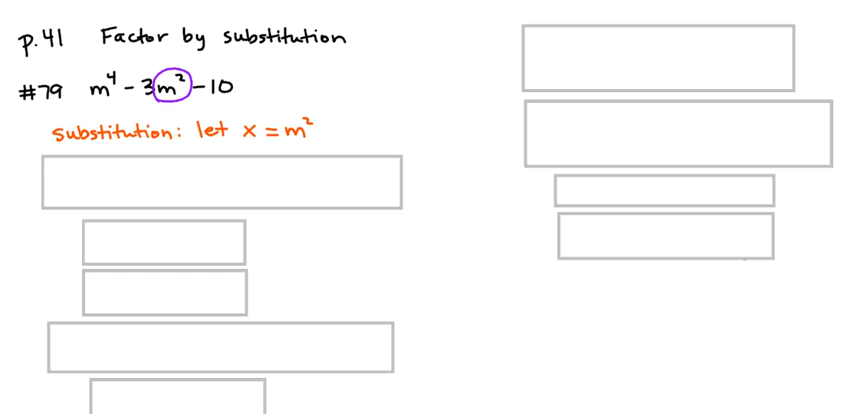 p.41 Factor by substitution
#79 m⁴ - 3m² - 10
substitution: let x = m²